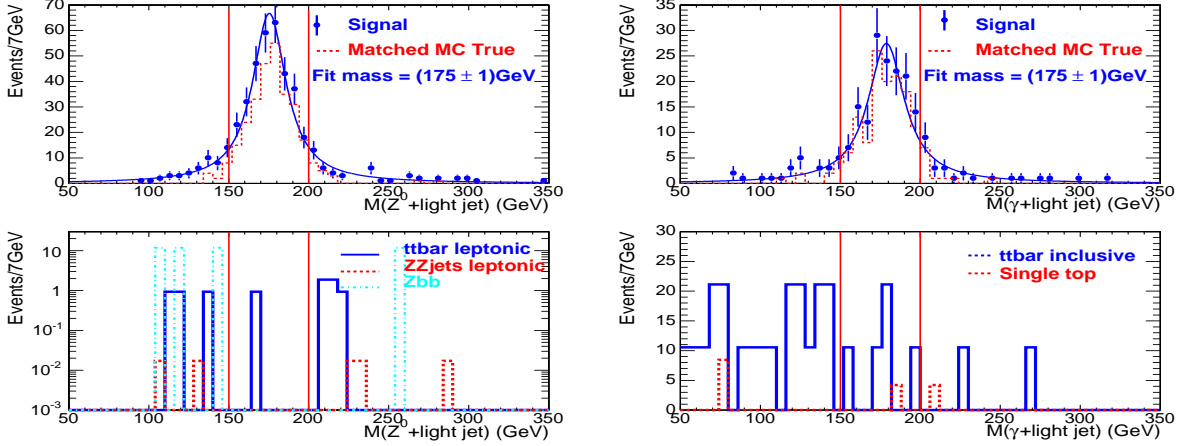 Events/7GeV
70
60
50
40
30
20
10
0
Signal
Matched MC True
Fit mass = (175 ± 1)GeV
50 100 150 200 250 300 350
M(Z⁰+light jet) (GeV)
Events/7GeV
35
30
25
20
15
10
5
0
Signal
Matched MC True
Fit mass = (175 ± 1)GeV
50 100 150 200 250 300 350
M(γ+light jet) (GeV)
Events/7GeV
10
1
10⁻¹
10⁻²
10⁻³
ttbar leptonic
ZZjets leptonic
Zbb
50 100 150 200 250 300 350
M(Z⁰+light jet) (GeV)
Events/7GeV
30
25
20
15
10
5
0
ttbar inclusive
Single top
50 100 150 200 250 300 350
M(γ+light jet) (GeV)